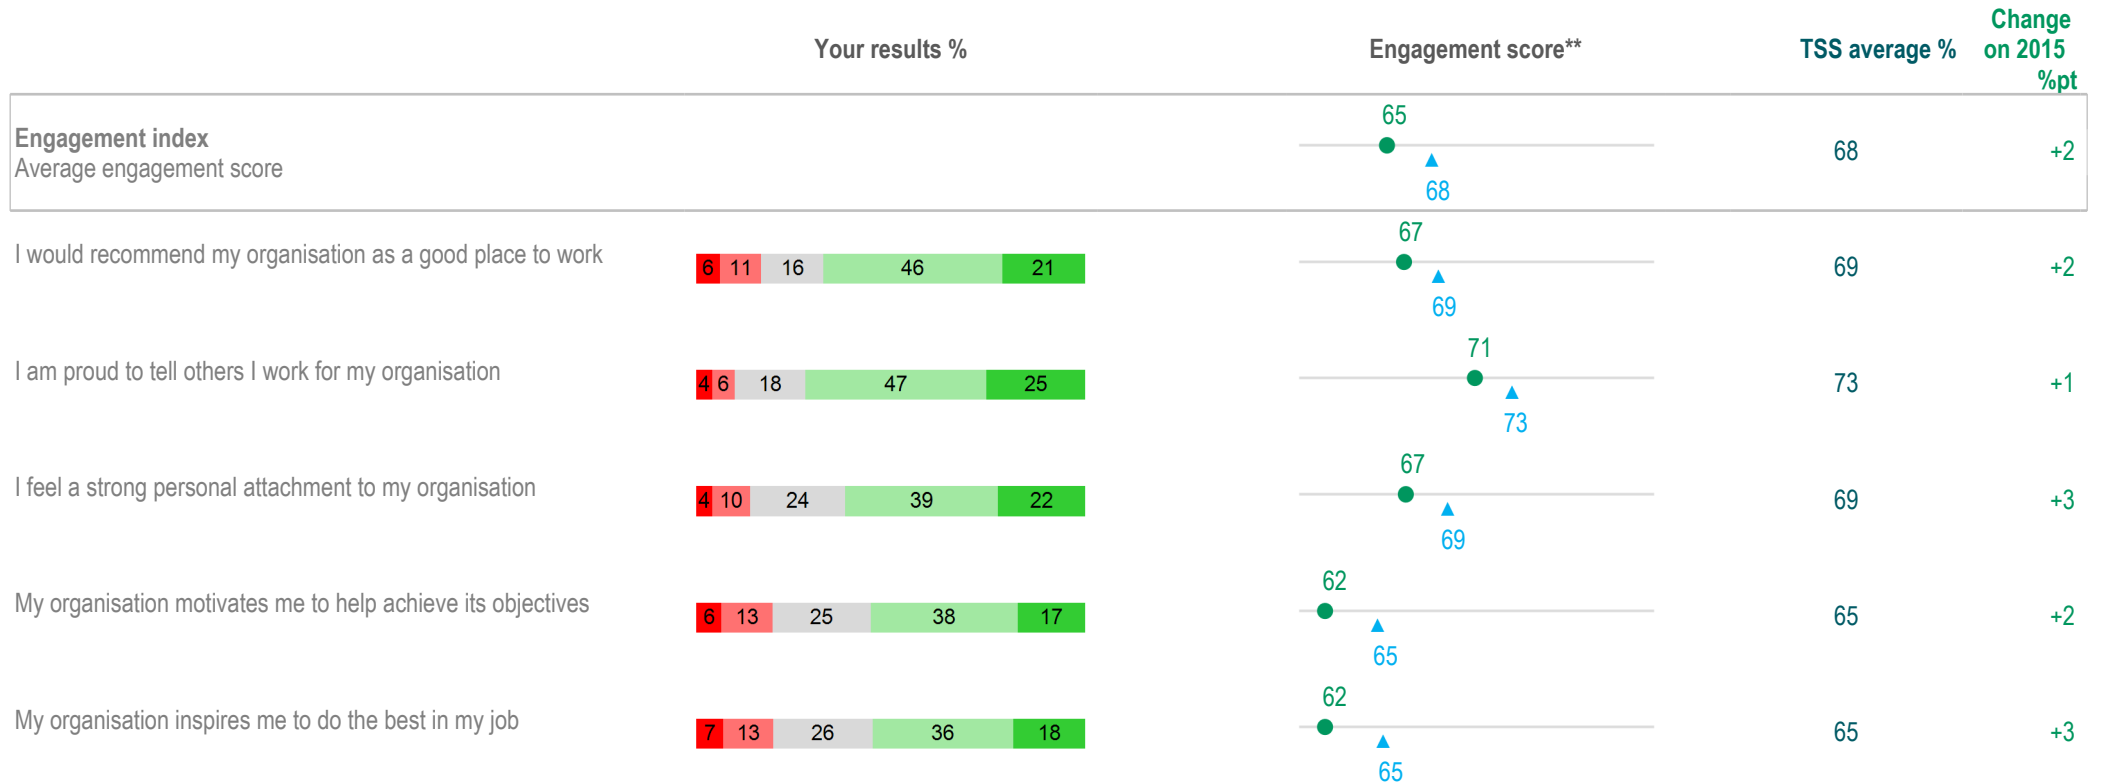 Change
Your results % Engagement score** TSS average % on 2015
%pt
65
Engagement index
Average engagement score 68 +2
68
67
I would recommend my organisation as a good place to work
6 11 16 46 21 69 +2
69
71
I am proud to tell others I work for my organisation
4 6 18 47 25 73 +1
73
67
I feel a strong personal attachment to my organisation
4 10 24 39 22 69 +3
69
62
My organisation motivates me to help achieve its objectives
6 13 25 38 17 65 +2
65
62
My organisation inspires me to do the best in my job
7 13 26 36 18 65 +3
65